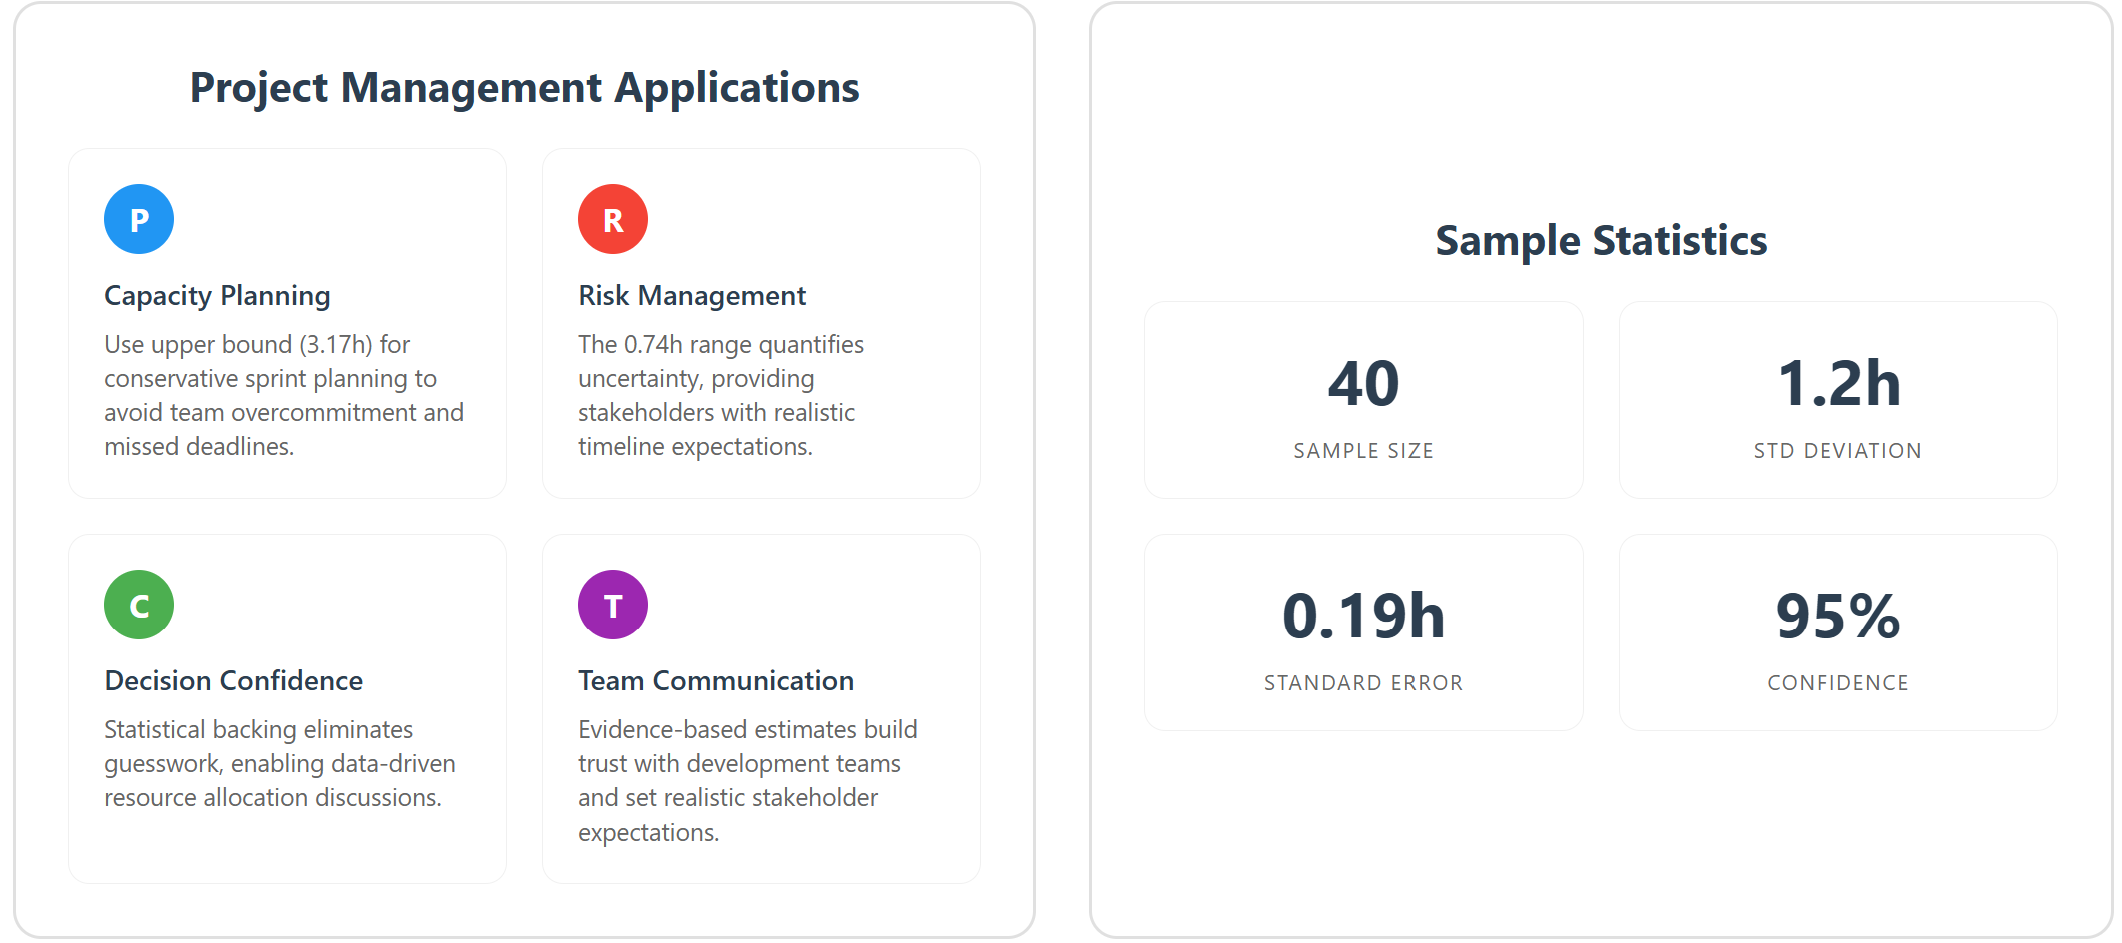 Project Management Applications
P
Capacity Planning
Use upper bound (3.17h) for
conservative sprint planning to
avoid team overcommitment and
missed deadlines.
R
Risk Management
The 0.74h range quantifies
uncertainty, providing
stakeholders with realistic
timeline expectations.
C
Decision Confidence
Statistical backing eliminates
guesswork, enabling data-driven
resource allocation discussions.
T
Team Communication
Evidence-based estimates build
trust with development teams
and set realistic stakeholder
expectations.
Sample Statistics
40
SAMPLE SIZE
1.2h
STD DEVIATION
0.19h
STANDARD ERROR
95%
CONFIDENCE